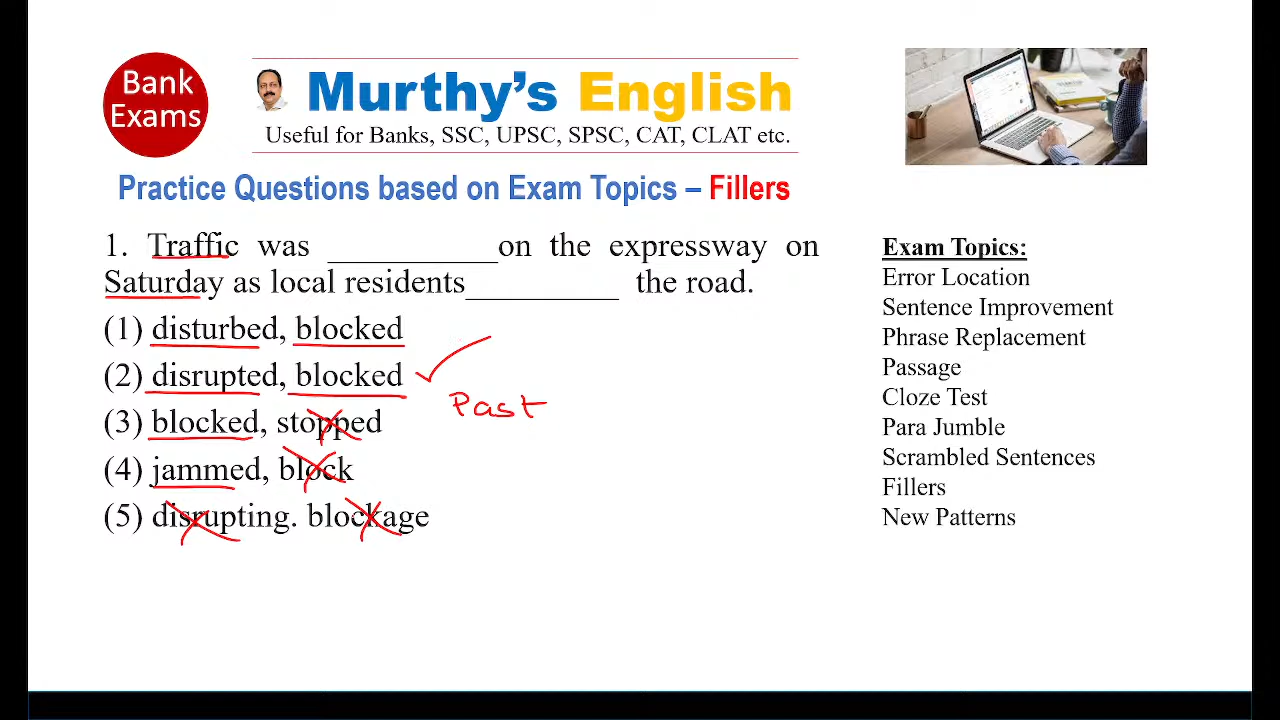 Bank
Exams
Murthy's English
Useful for Banks, SSC, UPSC, SPSC, CAT, CLAT etc.
Practice Questions based on Exam Topics – Fillers
1. Traffic was __________on the expressway on
Saturday as local residents_________ the road.
(1) disturbed, blocked
(2) disrupted, blocked
Past
(3) blocked, stopped
(4) jammed, block
(5) disrupting. blockage
Exam Topics:
Error Location
Sentence Improvement
Phrase Replacement
Passage
Cloze Test
Para Jumble
Scrambled Sentences
Fillers
New Patterns